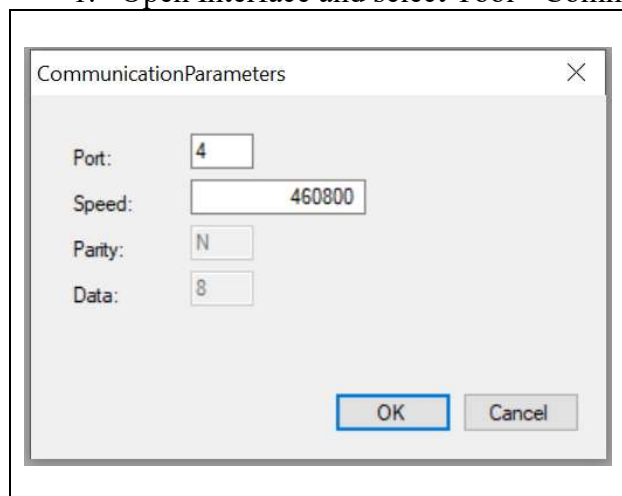 CommunicationParameters
Port: 4
Speed: 460800
Parity: N
Data: 8
OK Cancel